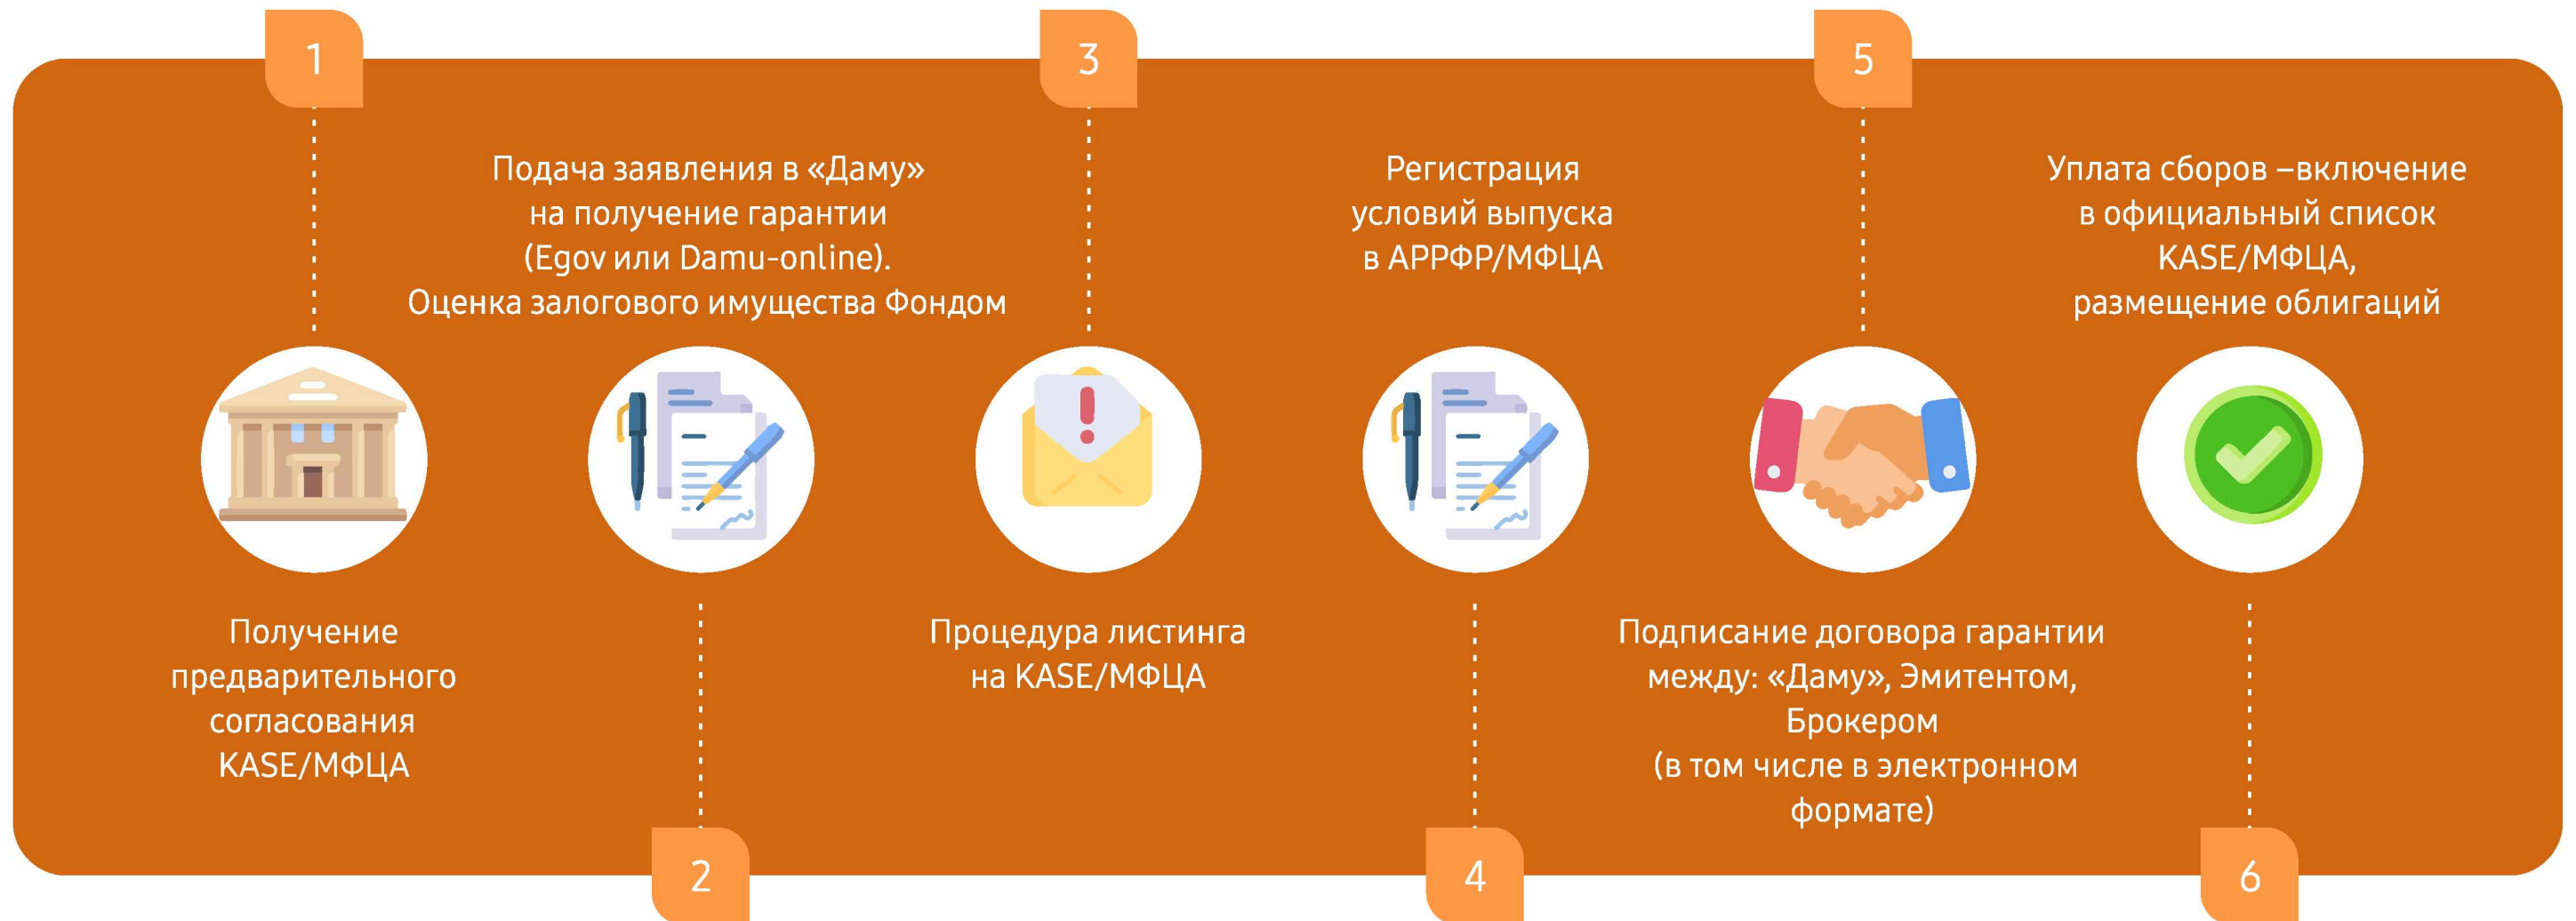 1
Получение
предварительного
согласования
KASE/МФЦА
2
Подача заявления в «Даму»
на получение гарантии
(Egov или Damu-online).
Оценка залогового имущества Фондом
3
Процедура листинга
на KASE/МФЦА
4
Регистрация
условий выпуска
в АРРФР/МФЦА
5
Подписание договора гарантии
между: «Даму», Эмитентом,
Брокером
(в том числе в электронном
формате)
6
Уплата сборов –включение
в официальный список
KASE/МФЦА,
размещение облигаций